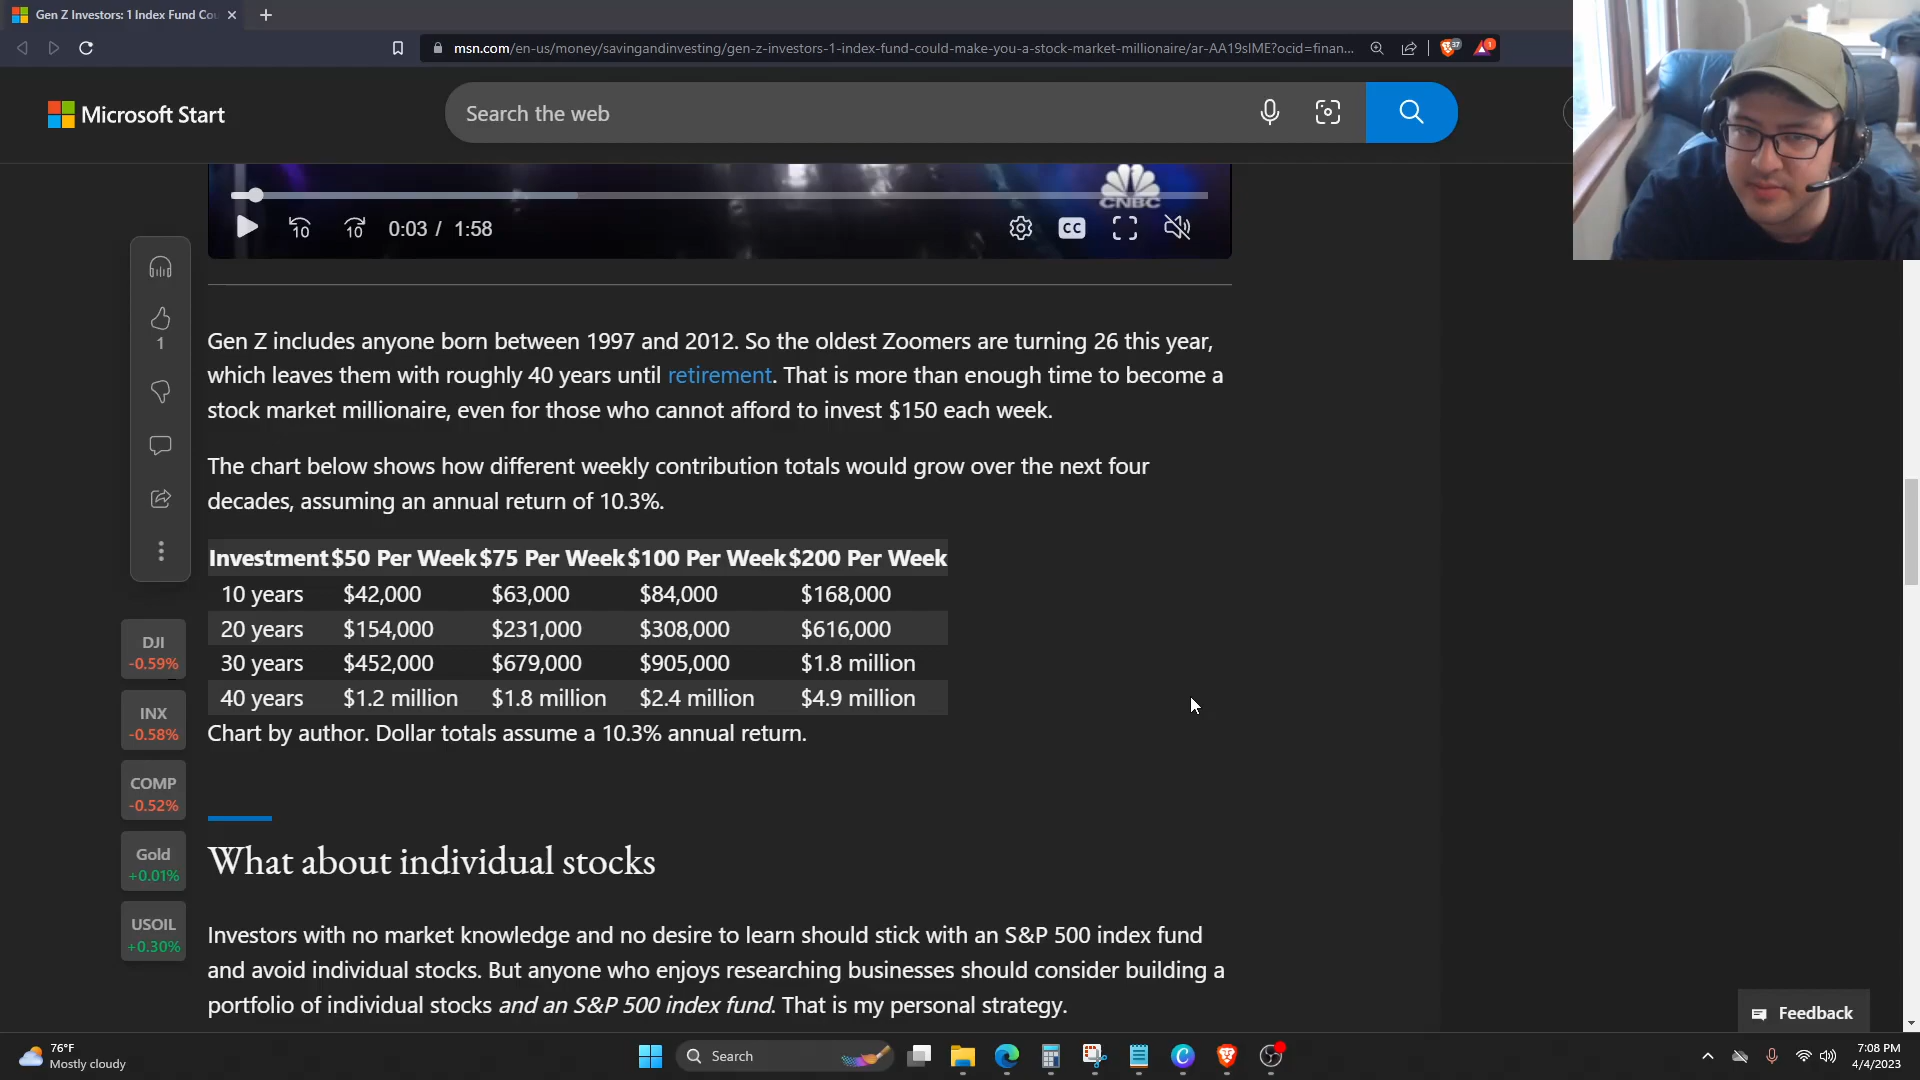 Gen Z Investors: 1 Index Fund Cou
msn.com/en-us/money/savingandinvesting/gen-z-investors-1-index-fund-could-make-you-a-stock-market-millionaire/ar-AA19sIME?ocid=finan...
37
1
Microsoft Start
Search the web
CNBC
10
10
0:03 / 1:58
CC
1
Gen Z includes anyone born between 1997 and 2012. So the oldest Zoomers are turning 26 this year,
which leaves them with roughly 40 years until retirement. That is more than enough time to become a
stock market millionaire, even for those who cannot afford to invest $150 each week.
The chart below shows how different weekly contribution totals would grow over the next four
decades, assuming an annual return of 10.3%.
Investment $50 Per Week $75 Per Week $100 Per Week $200 Per Week
10 years $42,000 $63,000 $84,000 $168,000
20 years $154,000 $231,000 $308,000 $616,000
30 years $452,000 $679,000 $905,000 $1.8 million
40 years $1.2 million $1.8 million $2.4 million $4.9 million
Chart by author. Dollar totals assume a 10.3% annual return.
DJI
-0.59%
INX
-0.58%
COMP
-0.52%
Gold
+0.01%
USOIL
+0.30%
What about individual stocks
Investors with no market knowledge and no desire to learn should stick with an S&P 500 index fund
and avoid individual stocks. But anyone who enjoys researching businesses should consider building a
portfolio of individual stocks and an S&P 500 index fund. That is my personal strategy.
Feedback
76°F
Mostly cloudy
Search
7:08 PM
4/4/2023